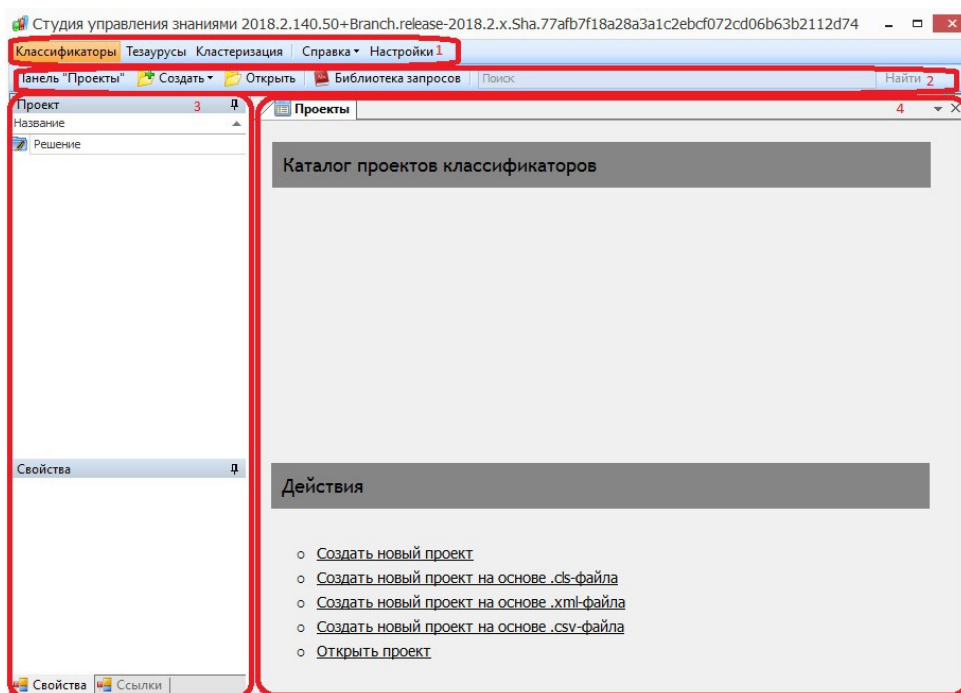 Студия управления знаниями 2018.2.140.50+Branch.release-2018.2.x.Sha.77afb7f18a28a3a1c2ebcf072cd06b63b2112d74
Классификаторы Тезаурусы Кластеризация Справка Настройки 1
Панель "Проекты" Создать Открыть Библиотека запросов Поиск Найти 2
Проект 3
Название
Решение
Проекты 4
Каталог проектов классификаторов
Свойства
Действия
Создать новый проект
Создать новый проект на основе .cls-файла
Создать новый проект на основе .xml-файла
Создать новый проект на основе .csv-файла
Открыть проект
Свойства Ссылки